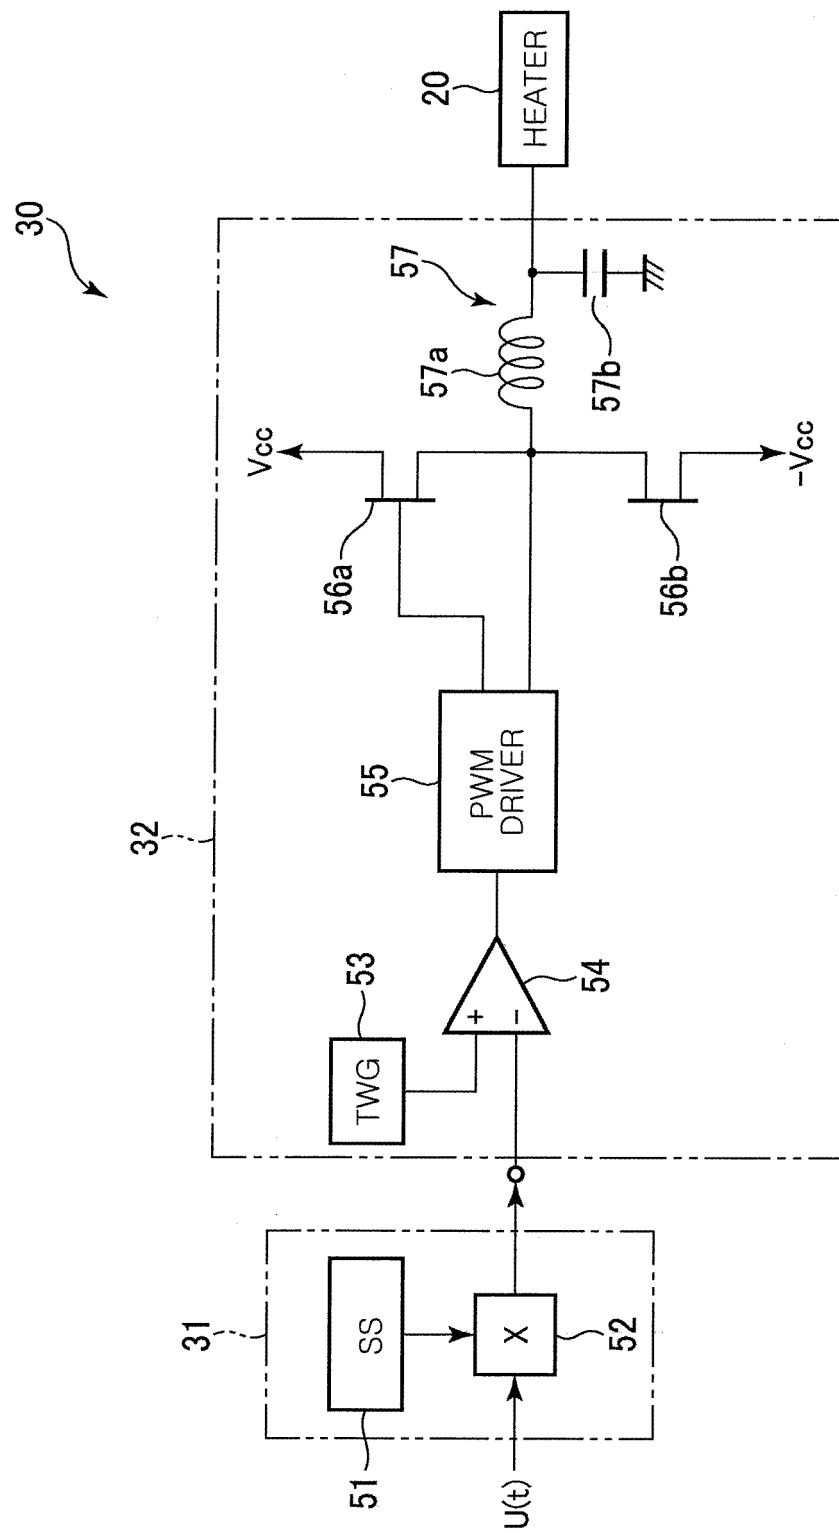 30
32
31
51
SS
U(t)
X
52
53
TWG
+
−
54
55
PWM
DRIVER
Vcc
56a
56b
−Vcc
57
57a
57b
20
HEATER